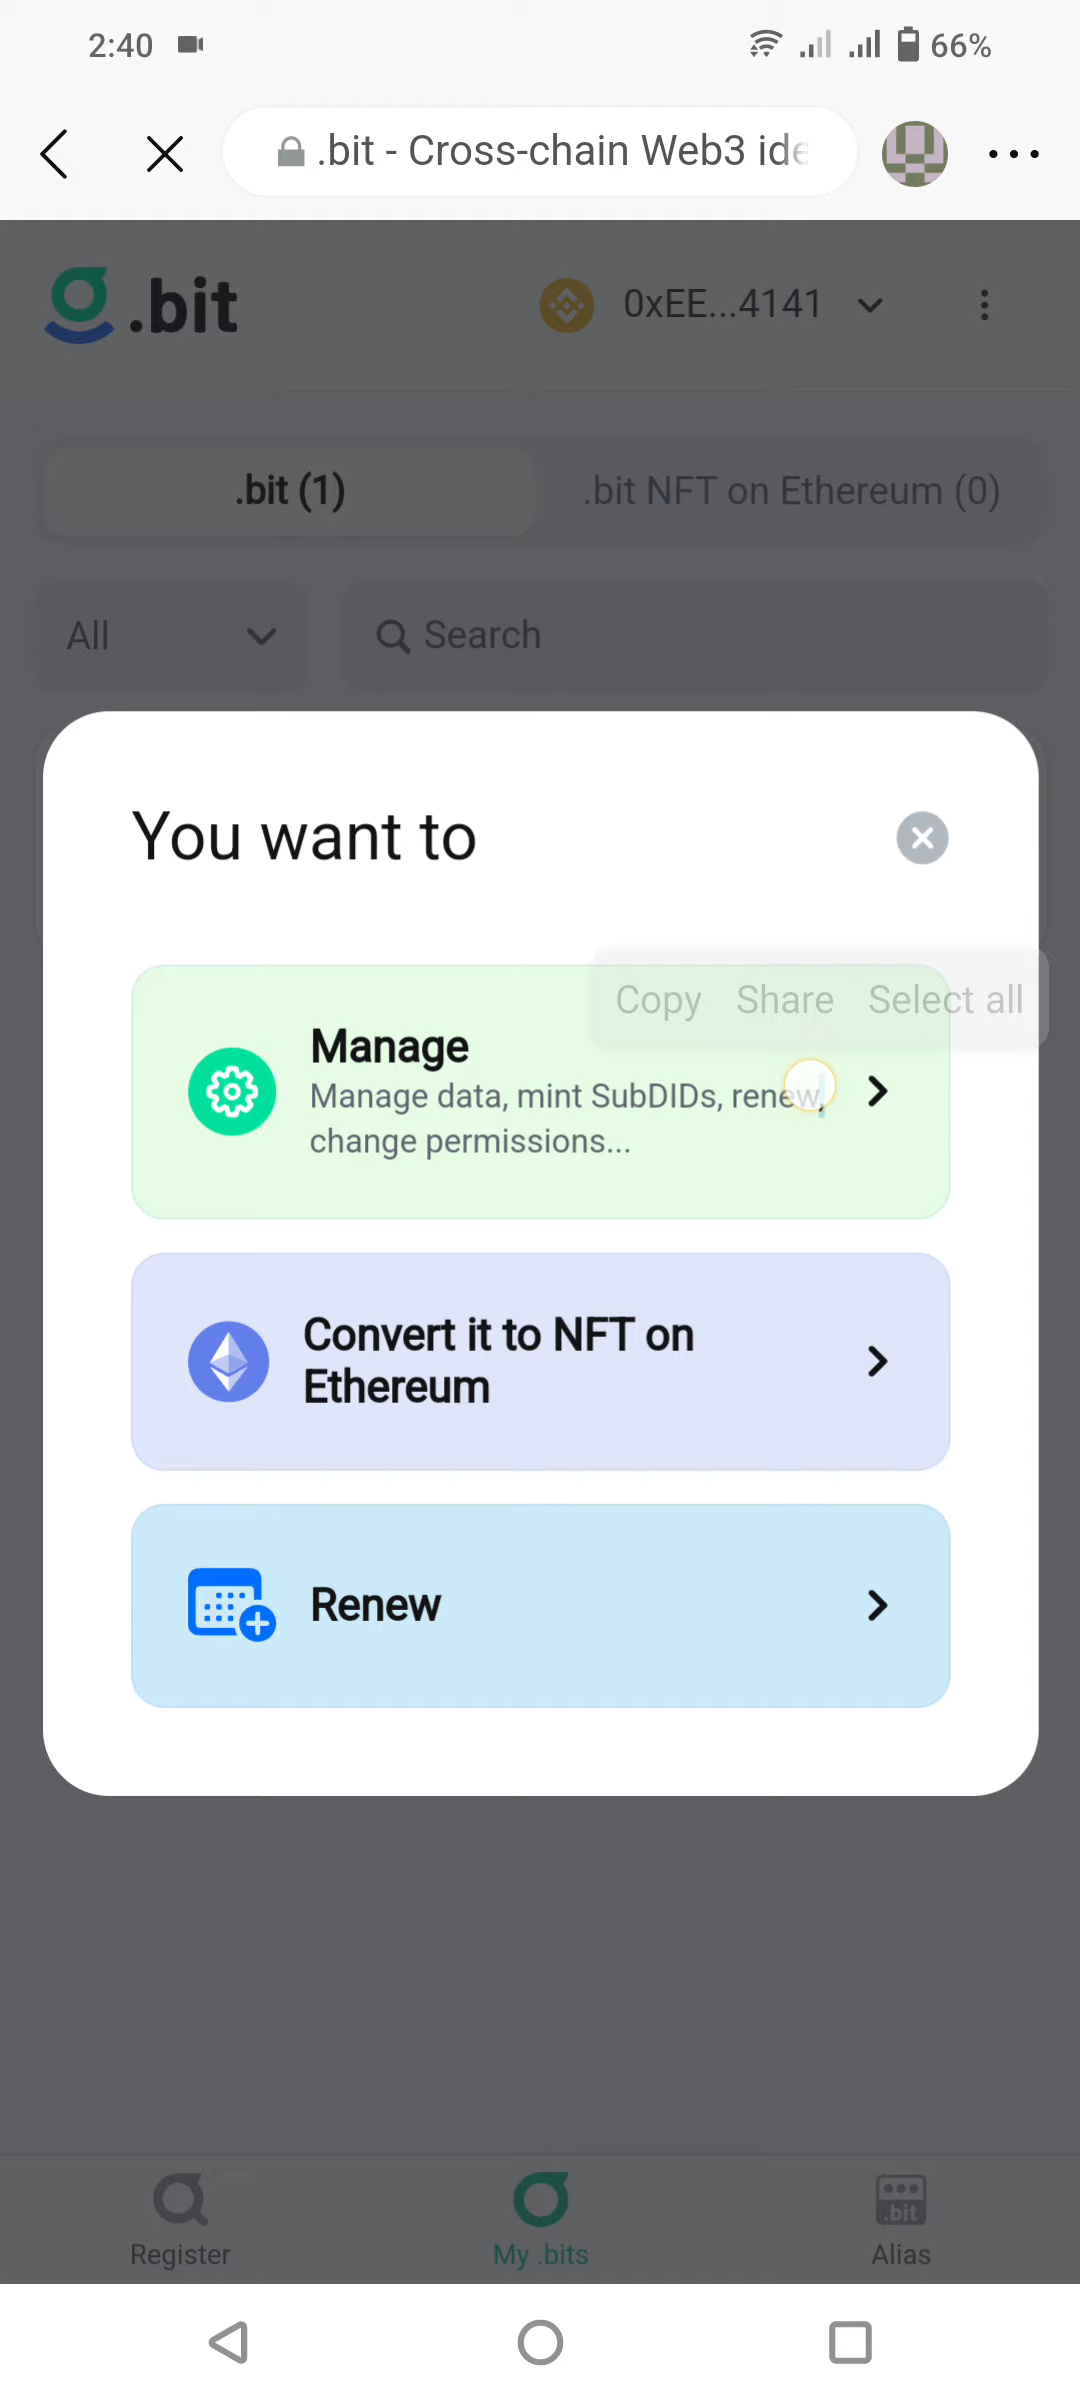 2:40 66%
.bit - Cross-chain Web3 ide
.bit 0xEE...4141
.bit (1) .bit NFT on Ethereum (0)
All Search
You want to
Copy Share Select all
Manage
Manage data, mint SubDIDs, renew,
change permissions...
Convert it to NFT on
Ethereum
Renew
.bit
Register My .bits Alias